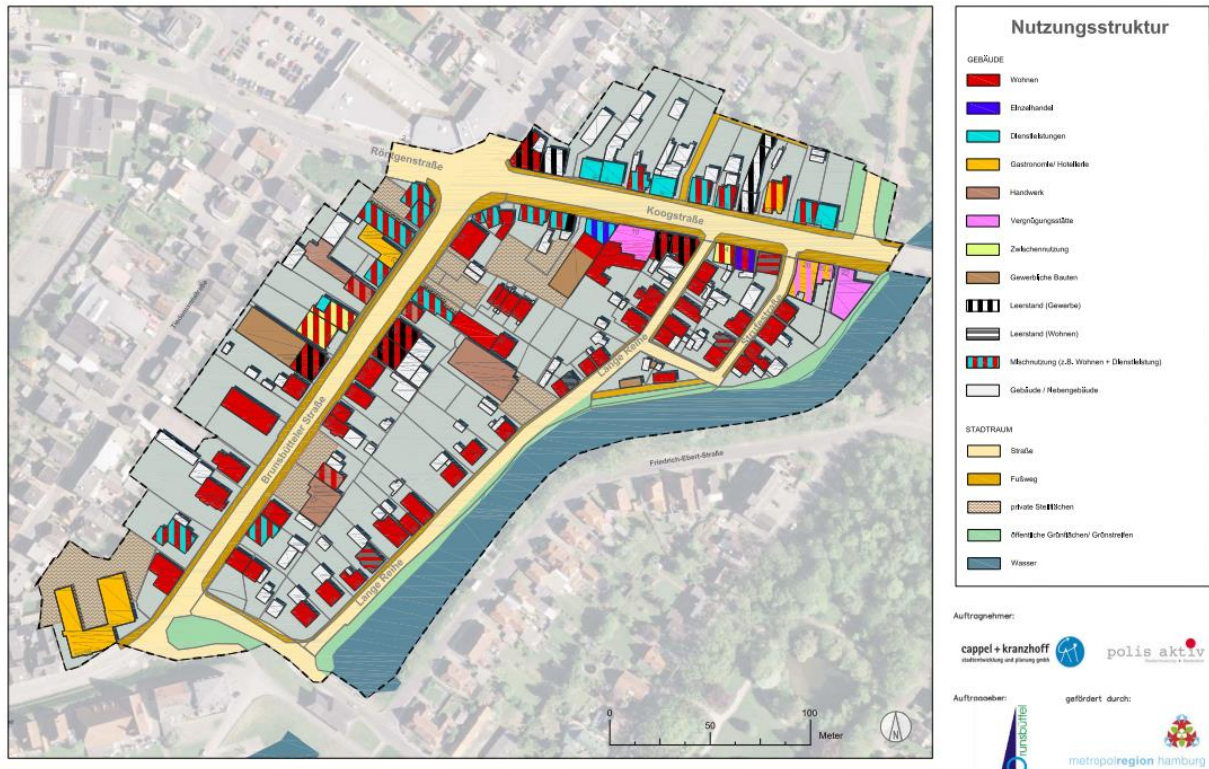 Nutzungsstruktur
GEBÄUDE
Wohnen
Einzelhandel
Dienstleistungen
Gastronomie/ Hotellerie
Handwerk
Vergnügungsstätte
Zwischennutzung
Gewerbliche Bauten
Leerstand (Gewerbe)
Leerstand (Wohnen)
Mischnutzung (z.B. Wohnen + Dienstleistung)
Gebäude / Nebengebäude
STADTRAUM
Straße
Fußweg
private Stellflächen
öffentliche Grünflächen/ Grünstreifen
Wasser
Röntgenstraße
Koogstraße
Brunsbütteler Straße
Lange Reihe
Lange Reihe
Friedrich-Ebert-Straße
0 50 100
Meter
N
Auftragnehmer:
cappel + kranzhoff
stadtentwicklung und planung gmbh
polis aktiv
Auftraggeber:
gefördert durch:
runsbüttel
metropolregion hamburg